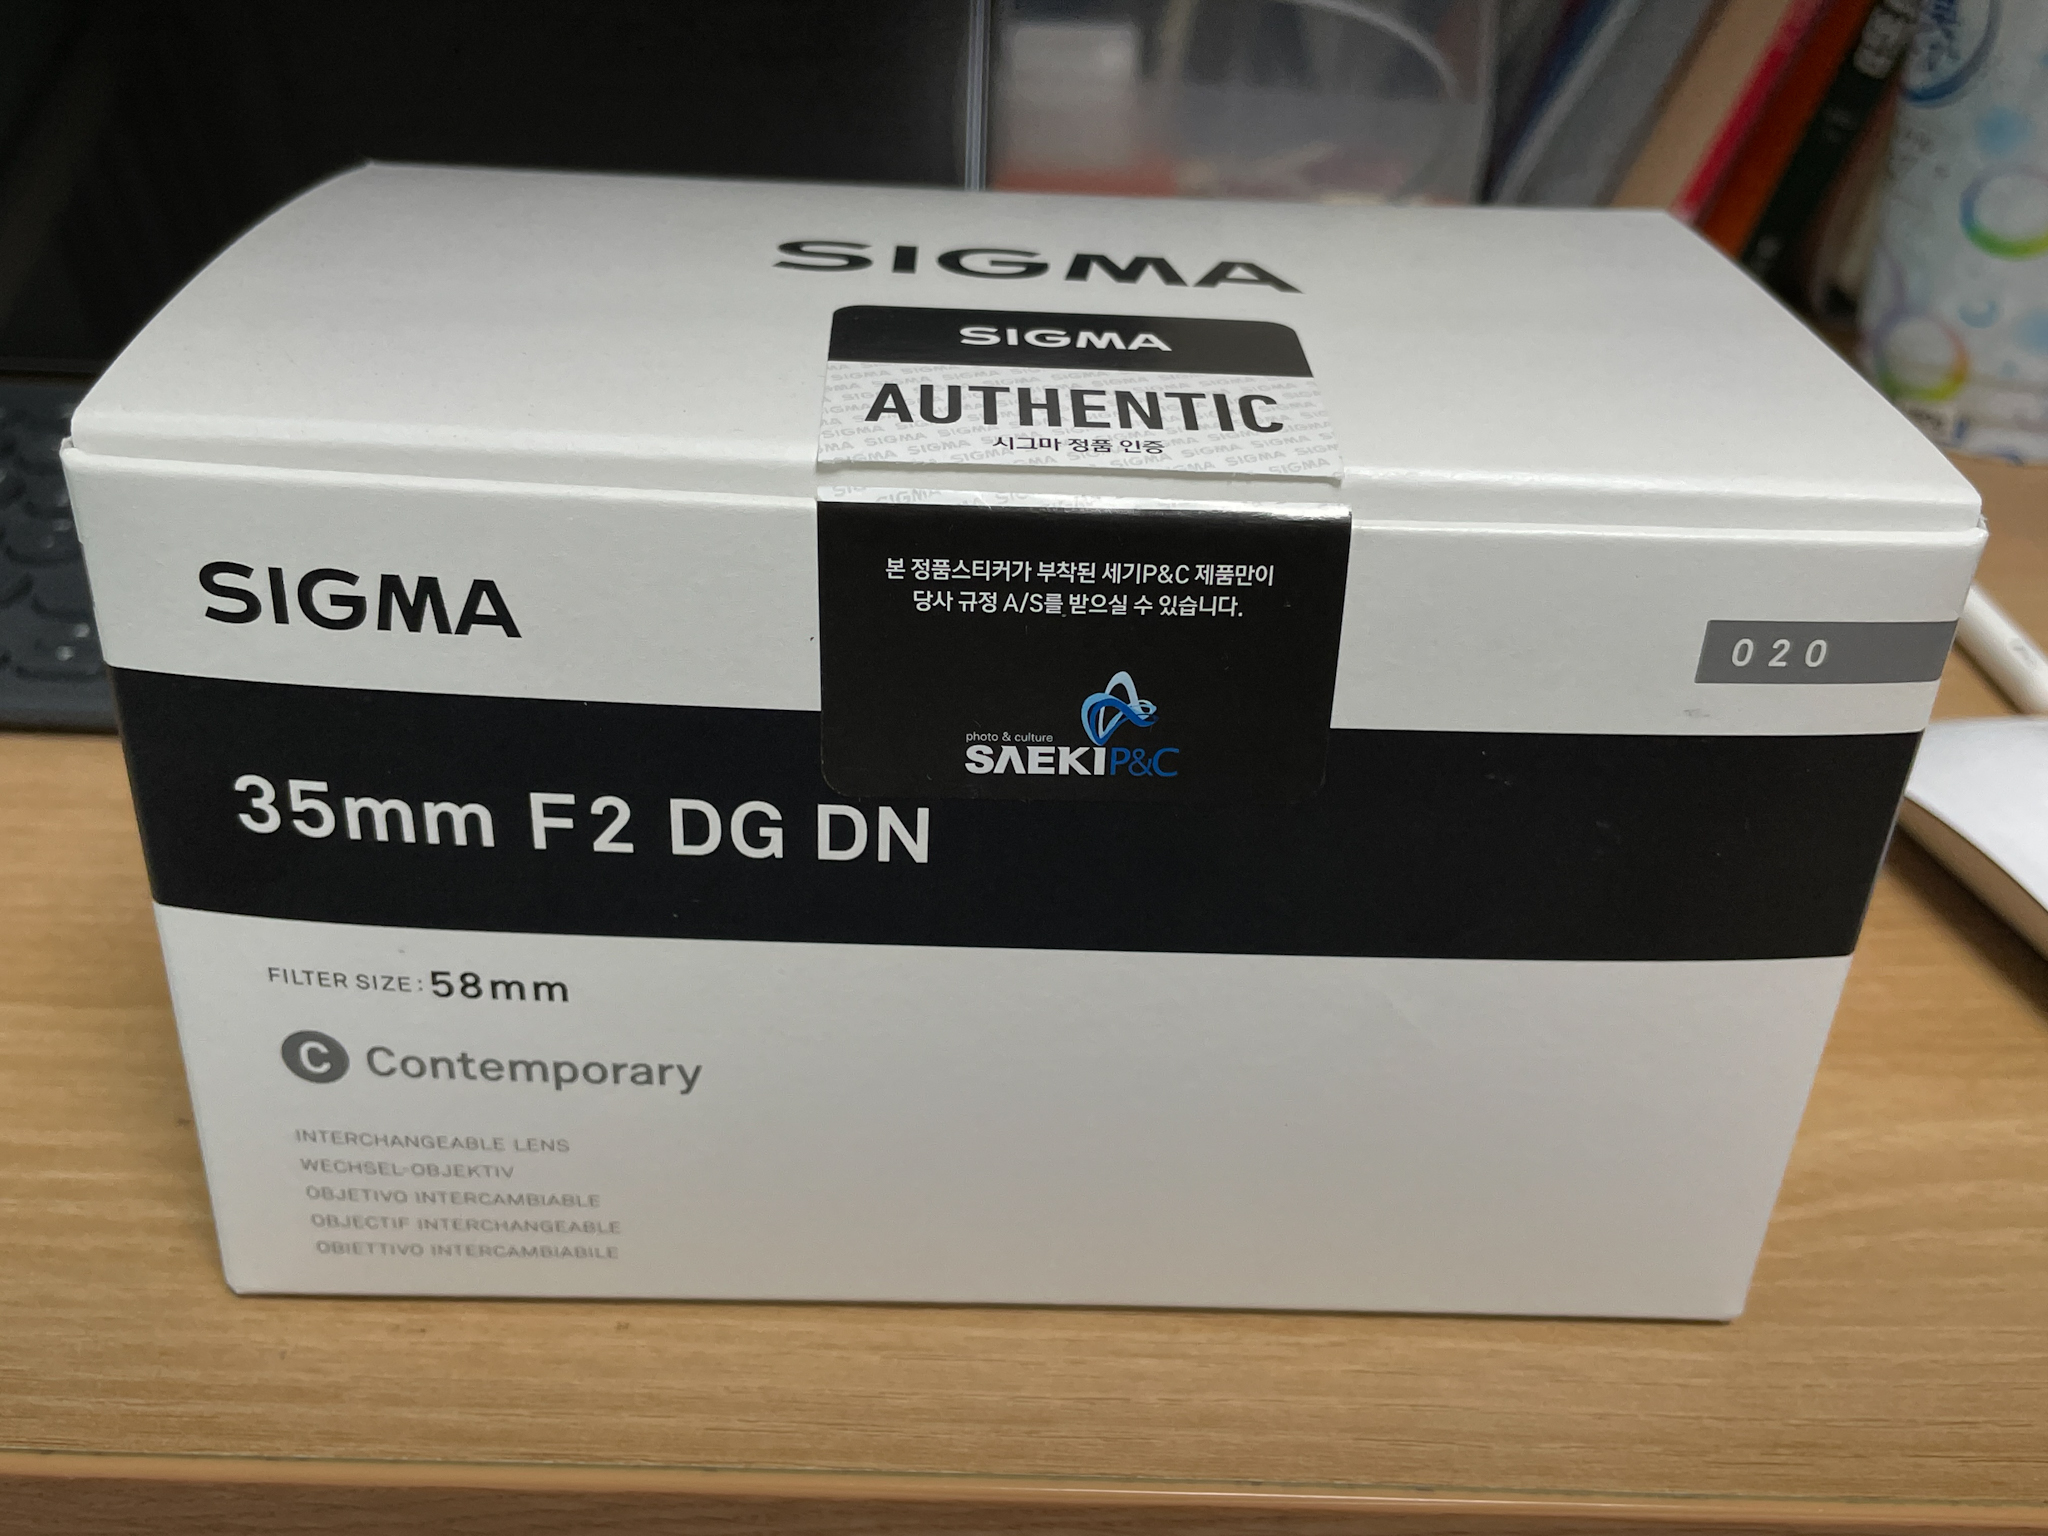 SIGMA
SIGMA
AUTHENTIC
시그마 정품 인증
본 정품스티커가 부착된 세기P&C 제품만이
당사 규정 A/S를 받으실 수 있습니다.
photo & culture
SAEKI P&C
SIGMA
020
35mm F2 DG DN
FILTER SIZE: 58mm
C Contemporary
INTERCHANGEABLE LENS
WECHSEL-OBJEKTIV
OBJETIVO INTERCAMBIABLE
OBJECTIF INTERCHANGEABLE
OBIETTIVO INTERCAMBIABILE